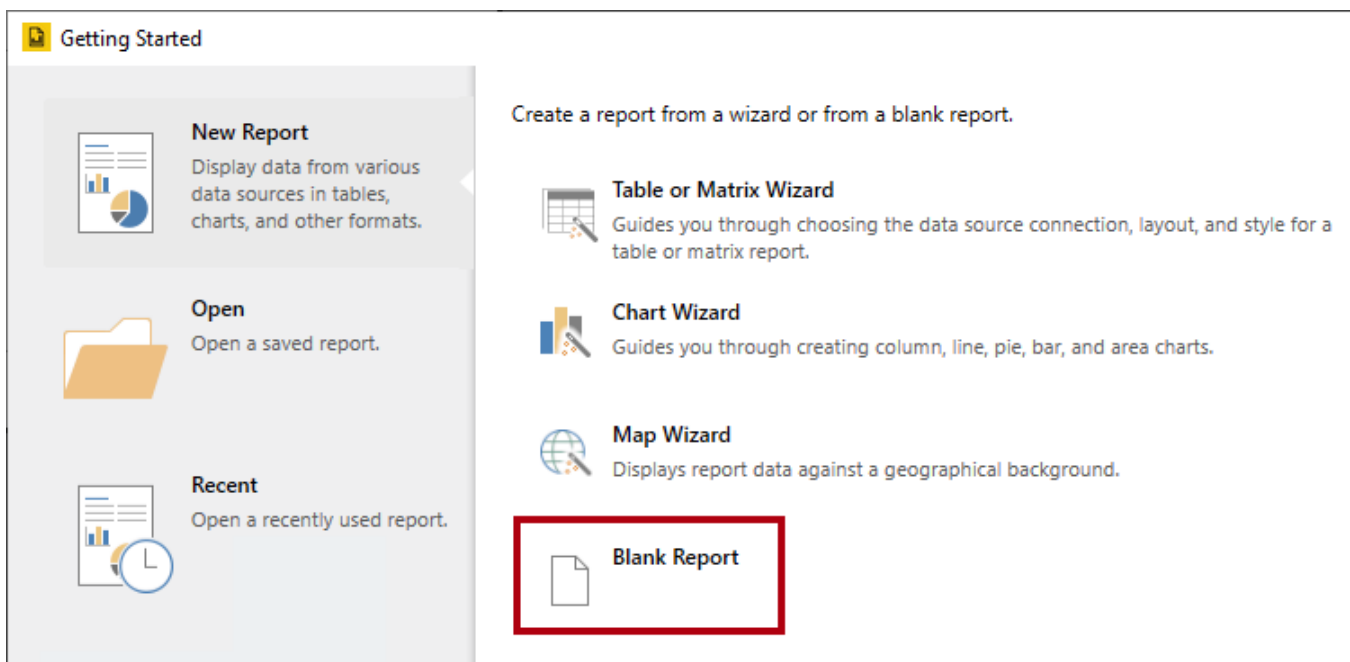 Getting Started
New Report
Display data from various
data sources in tables,
charts, and other formats.
Open
Open a saved report.
Recent
Open a recently used report.
Create a report from a wizard or from a blank report.
Table or Matrix Wizard
Guides you through choosing the data source connection, layout, and style for a
table or matrix report.
Chart Wizard
Guides you through creating column, line, pie, bar, and area charts.
Map Wizard
Displays report data against a geographical background.
Blank Report